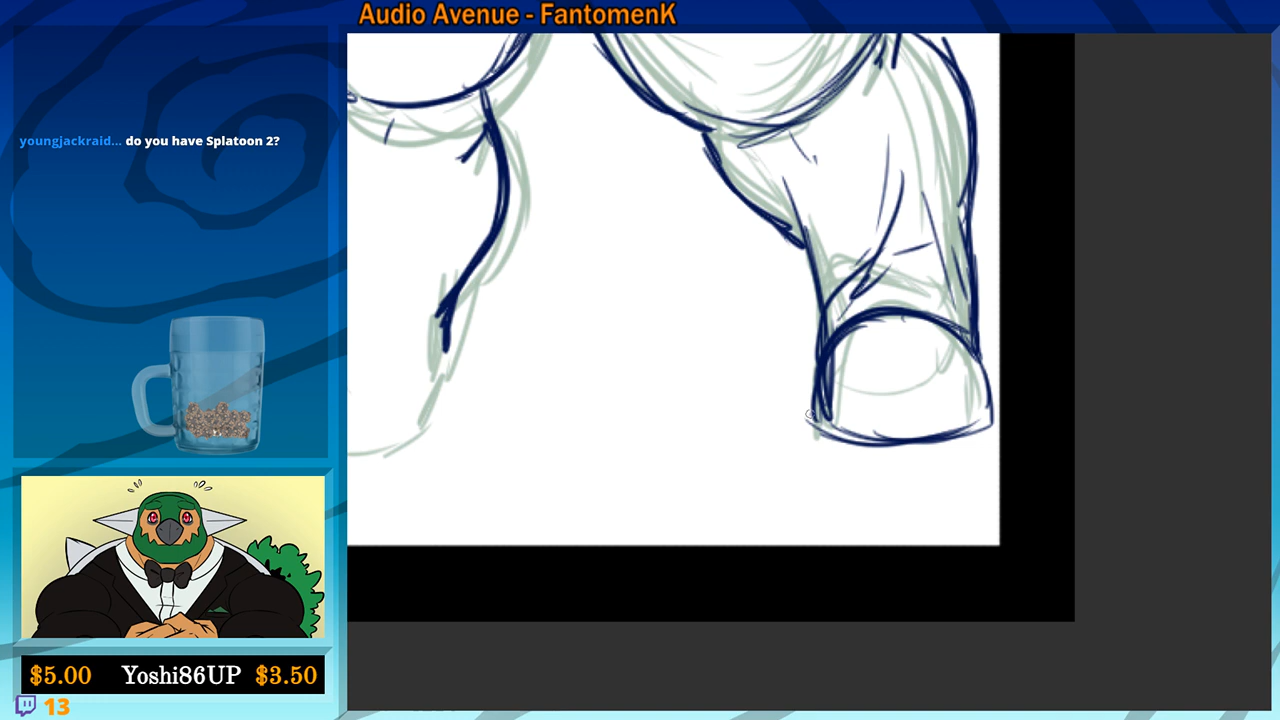 Audio Avenue - FantomenK
youngjackraid... do you have Splatoon 2?
$5.00 Yoshi86UP $3.50
13